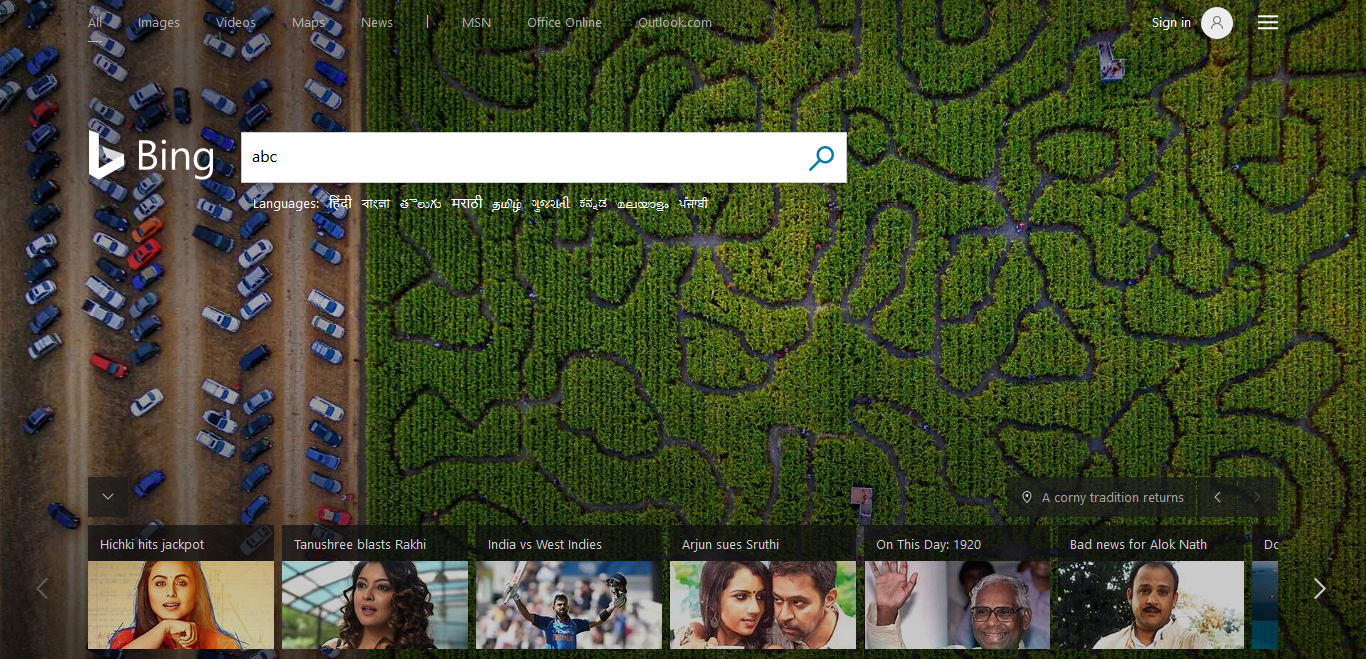 All Images Videos Maps News | MSN Office Online Outlook.com Sign in
Bing abc
Languages: हिंदी বাংলা తెలుగు मराठी தமிழ் ગુજરાતી ಕನ್ನಡ മലയാളം ਪੰਜਾਬੀ
A corny tradition returns
Hichki hits jackpot Tanushree blasts Rakhi India vs West Indies Arjun sues Sruthi On This Day: 1920 Bad news for Alok Nath Do